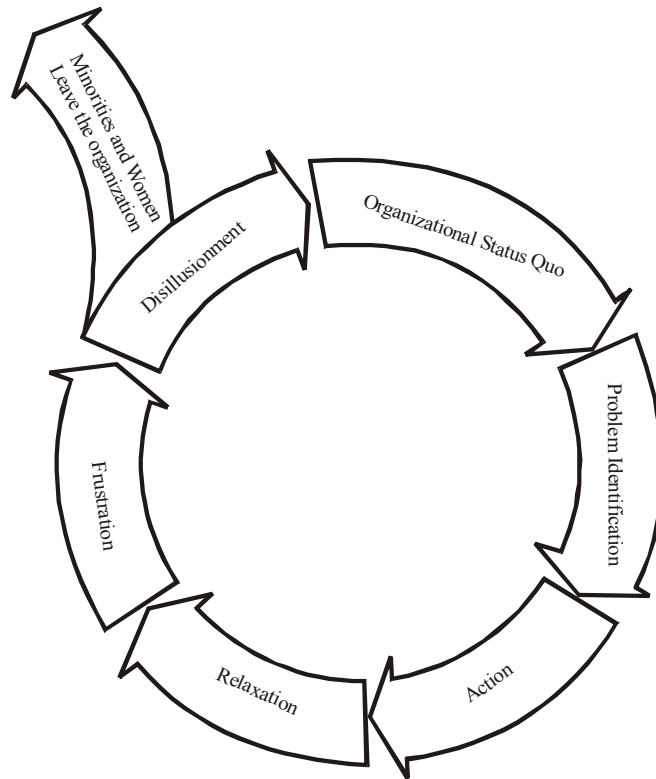 Minorities and Women
Leave the organization
Disillusionment
Organizational Status Quo
Problem Identification
Action
Relaxation
Frustration